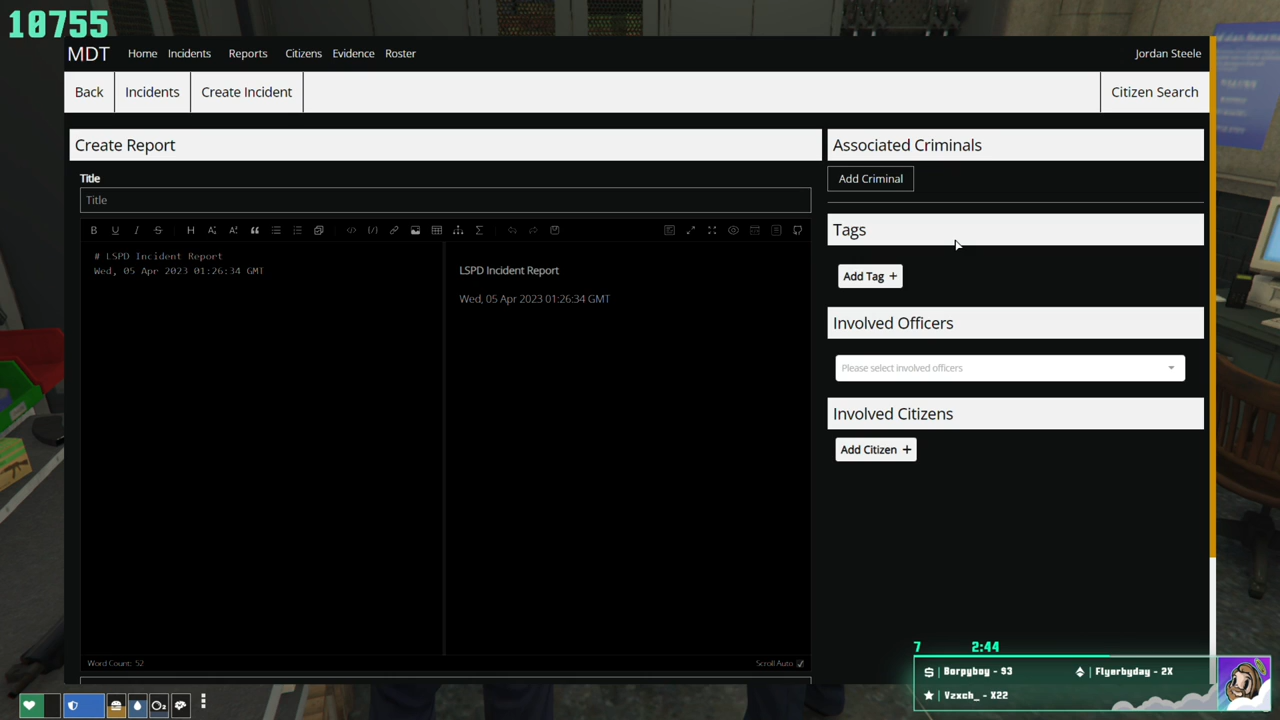 10755
MDT Home Incidents Reports Citizens Evidence Roster Jordan Steele
Back Incidents Create Incident Citizen Search
Create Report
Title
Title
# LSPD Incident Report
Wed, 05 Apr 2023 01:26:34 GMT
LSPD Incident Report
Wed, 05 Apr 2023 01:26:34 GMT
Word Count: 52
Scroll Auto
Associated Criminals
Add Criminal
Tags
Add Tag +
Involved Officers
Please select involved officers
Involved Citizens
Add Citizen +
7 2:44
Borpyboy - 93
Flyerbyday - 2X
Vzxch_ - X22